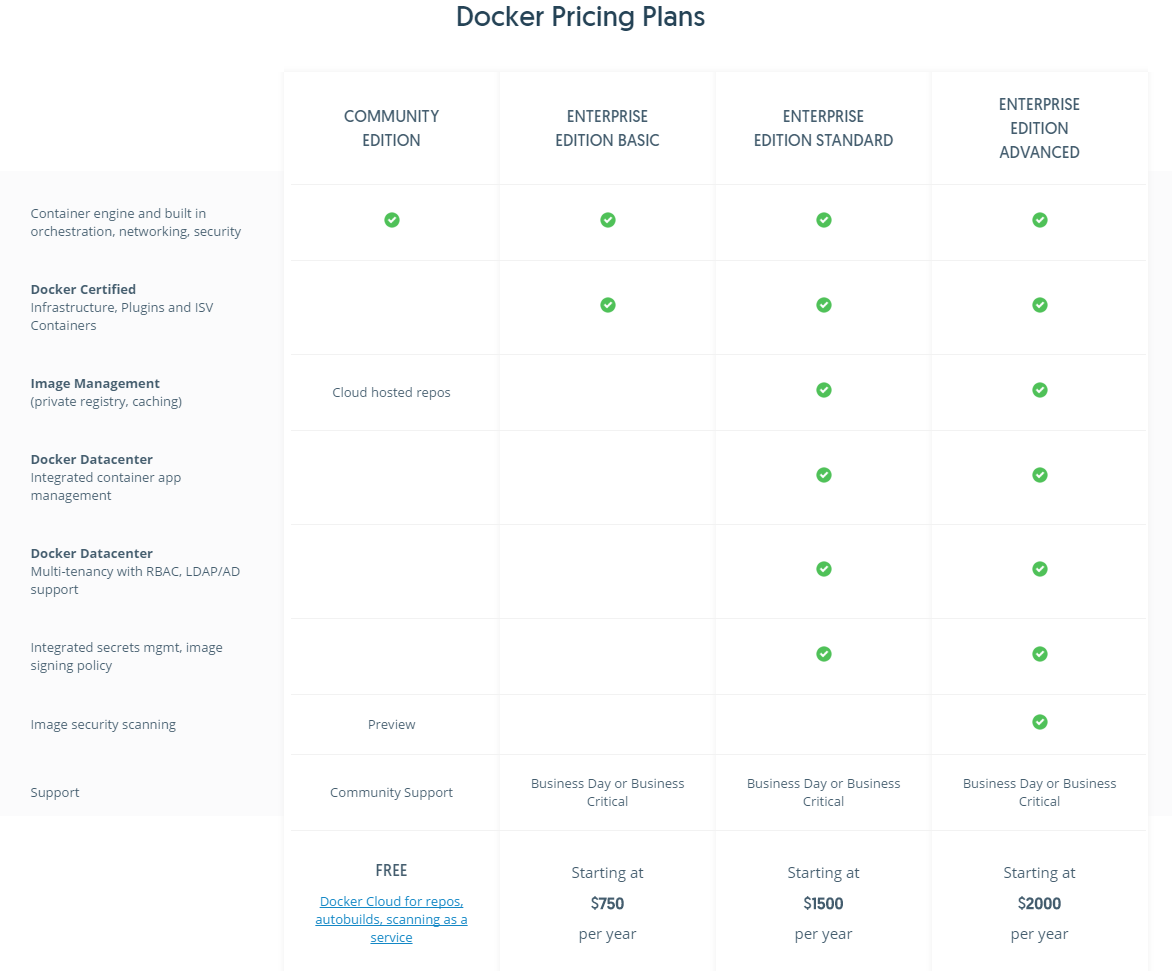 Docker Pricing Plans
COMMUNITY
EDITION
ENTERPRISE
EDITION BASIC
ENTERPRISE
EDITION STANDARD
ENTERPRISE
EDITION
ADVANCED
Container engine and built in
orchestration, networking, security
Docker Certified
Infrastructure, Plugins and ISV
Containers
Image Management
(private registry, caching)
Cloud hosted repos
Docker Datacenter
Integrated container app
management
Docker Datacenter
Multi-tenancy with RBAC, LDAP/AD
support
Integrated secrets mgmt, image
signing policy
Image security scanning
Preview
Support
Community Support
Business Day or Business
Critical
Business Day or Business
Critical
Business Day or Business
Critical
FREE
Docker Cloud for repos,
autobuilds, scanning as a
service
Starting at
$750
per year
Starting at
$1500
per year
Starting at
$2000
per year